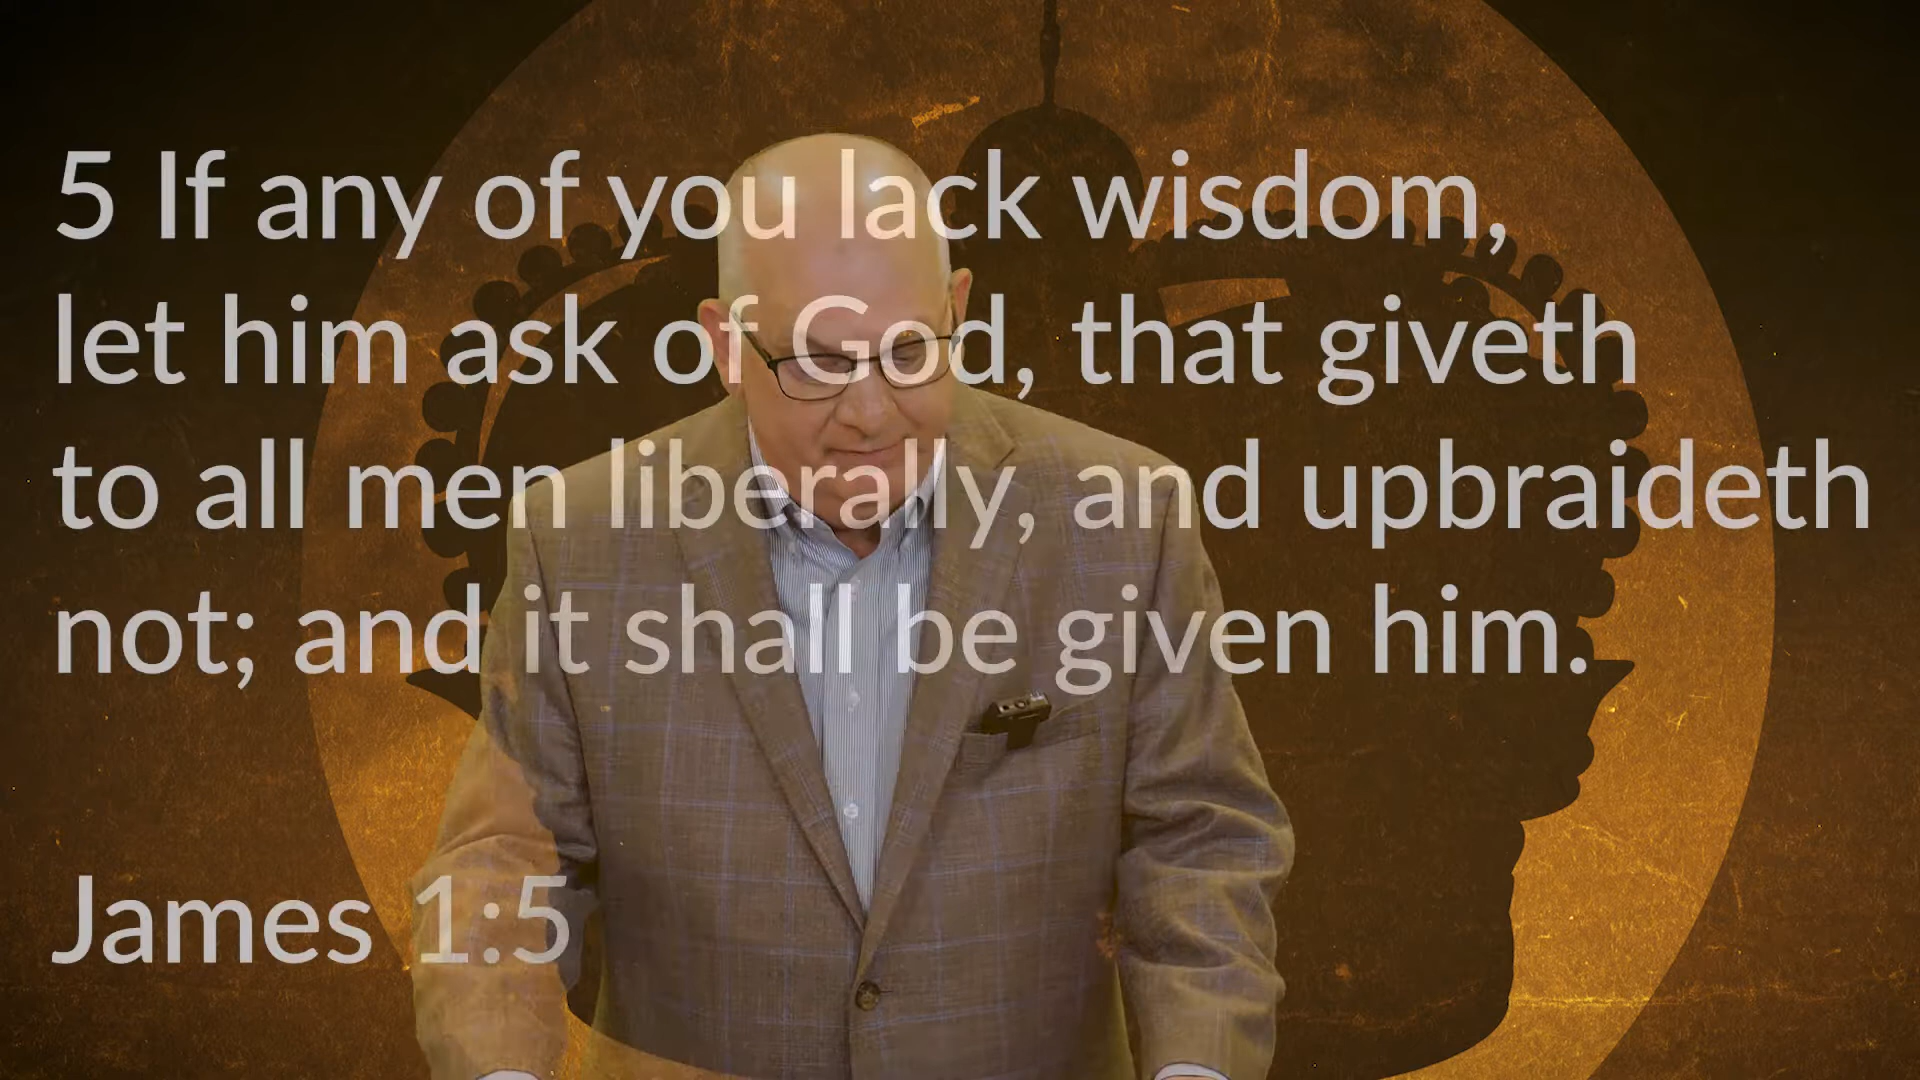 5 If any of you lack wisdom,
let him ask of God, that giveth
to all men liberally, and upbraideth
not; and it shall be given him.
James 1:5